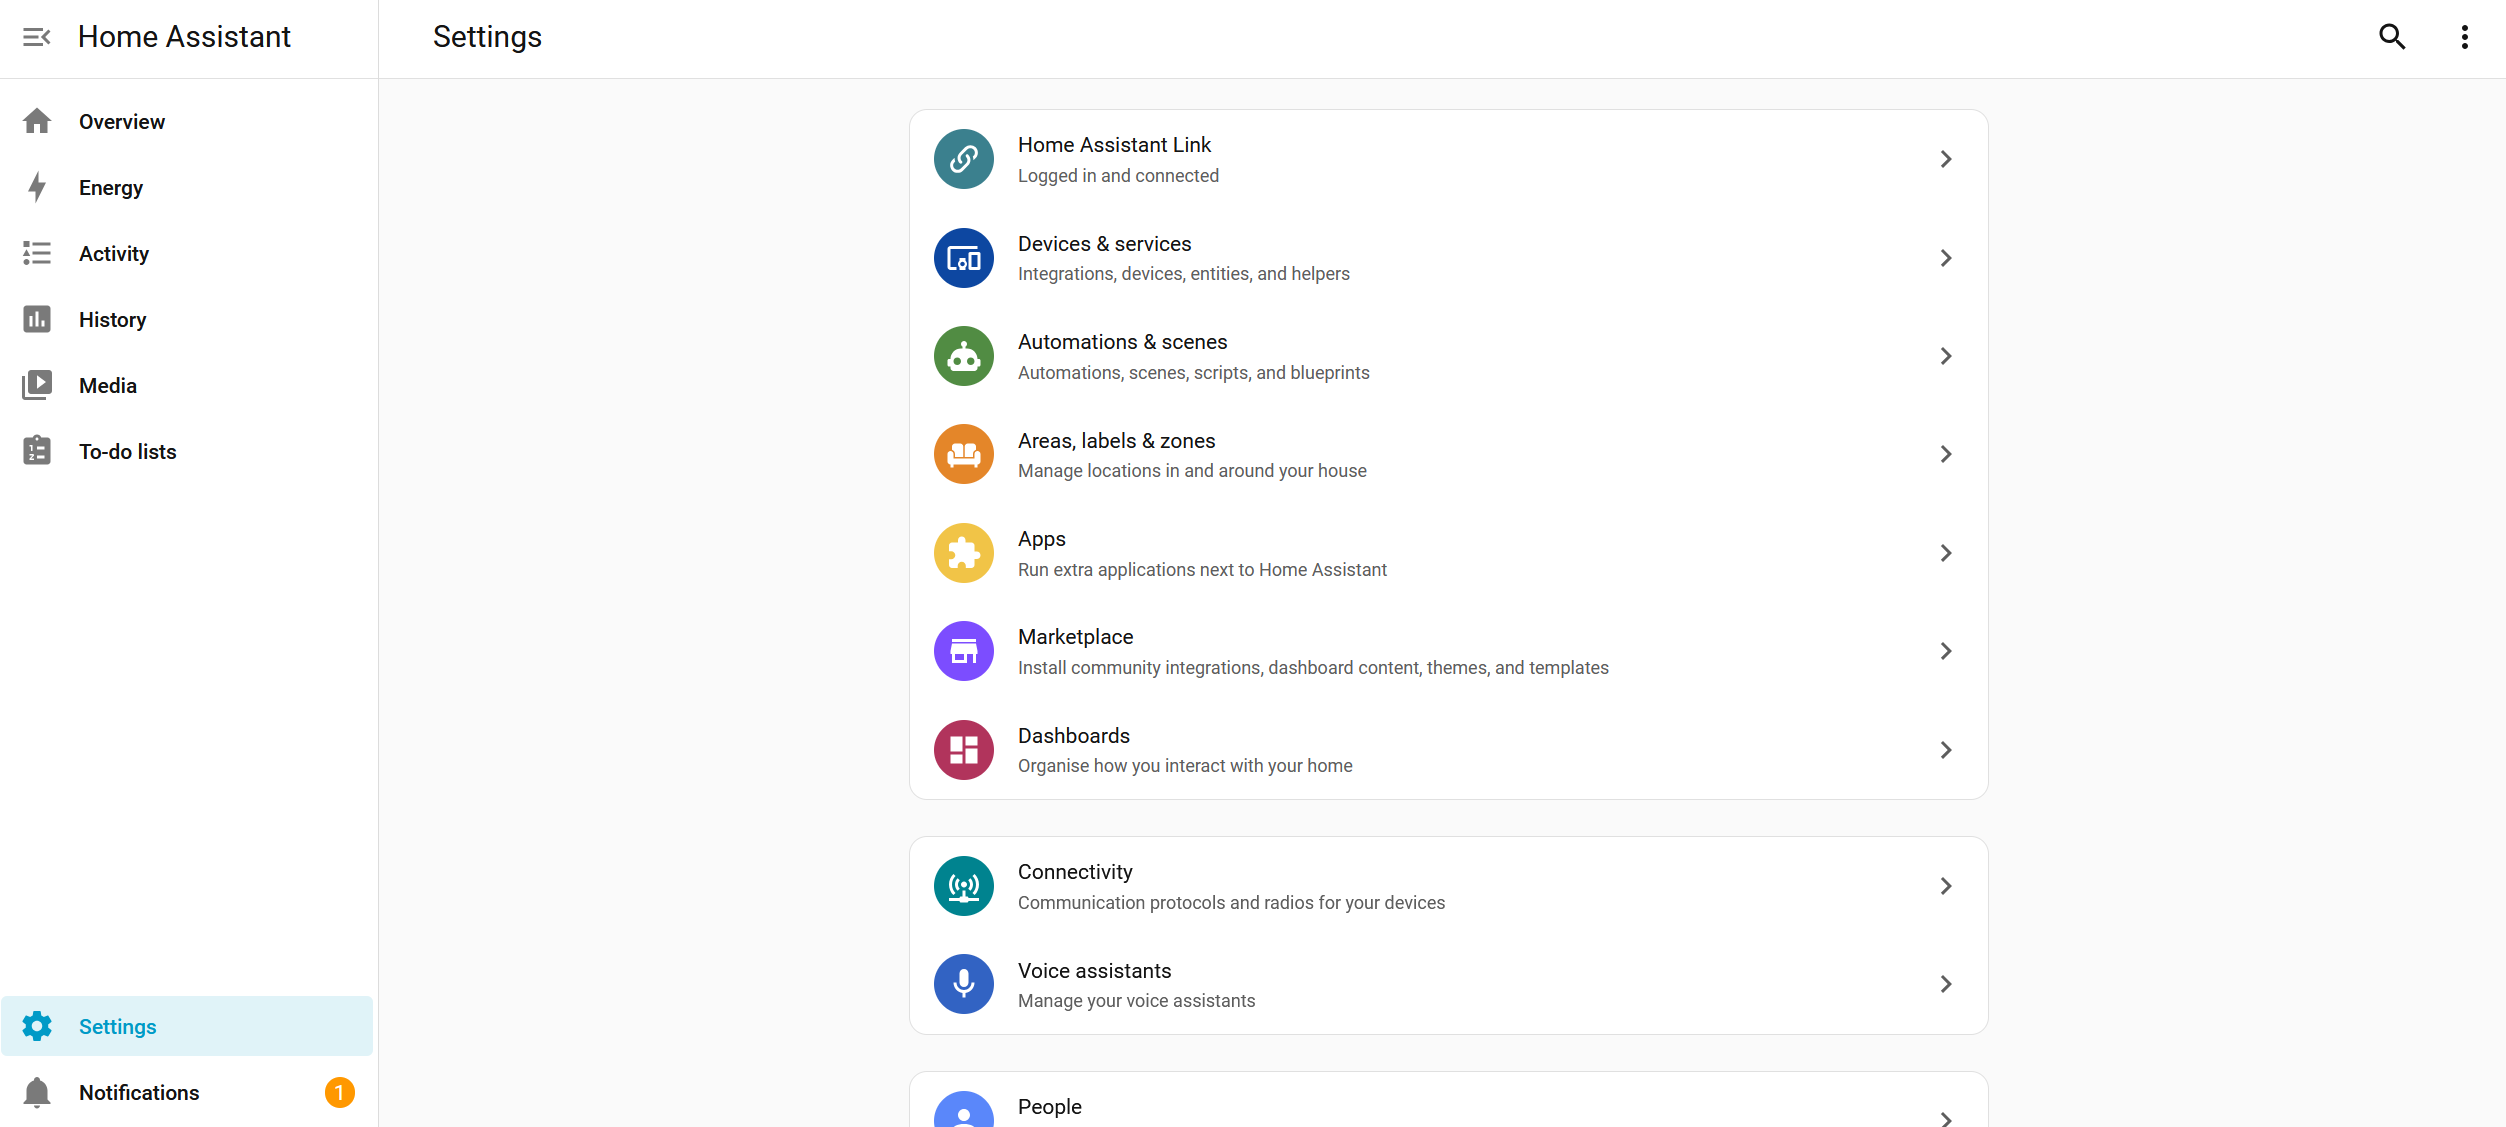 Home Assistant
Settings
Overview
Energy
Activity
History
Media
To-do lists
Settings
Notifications
1
Home Assistant Link
Logged in and connected
Devices & services
Integrations, devices, entities, and helpers
Automations & scenes
Automations, scenes, scripts, and blueprints
Areas, labels & zones
Manage locations in and around your house
Apps
Run extra applications next to Home Assistant
Marketplace
Install community integrations, dashboard content, themes, and templates
Dashboards
Organise how you interact with your home
Connectivity
Communication protocols and radios for your devices
Voice assistants
Manage your voice assistants
People